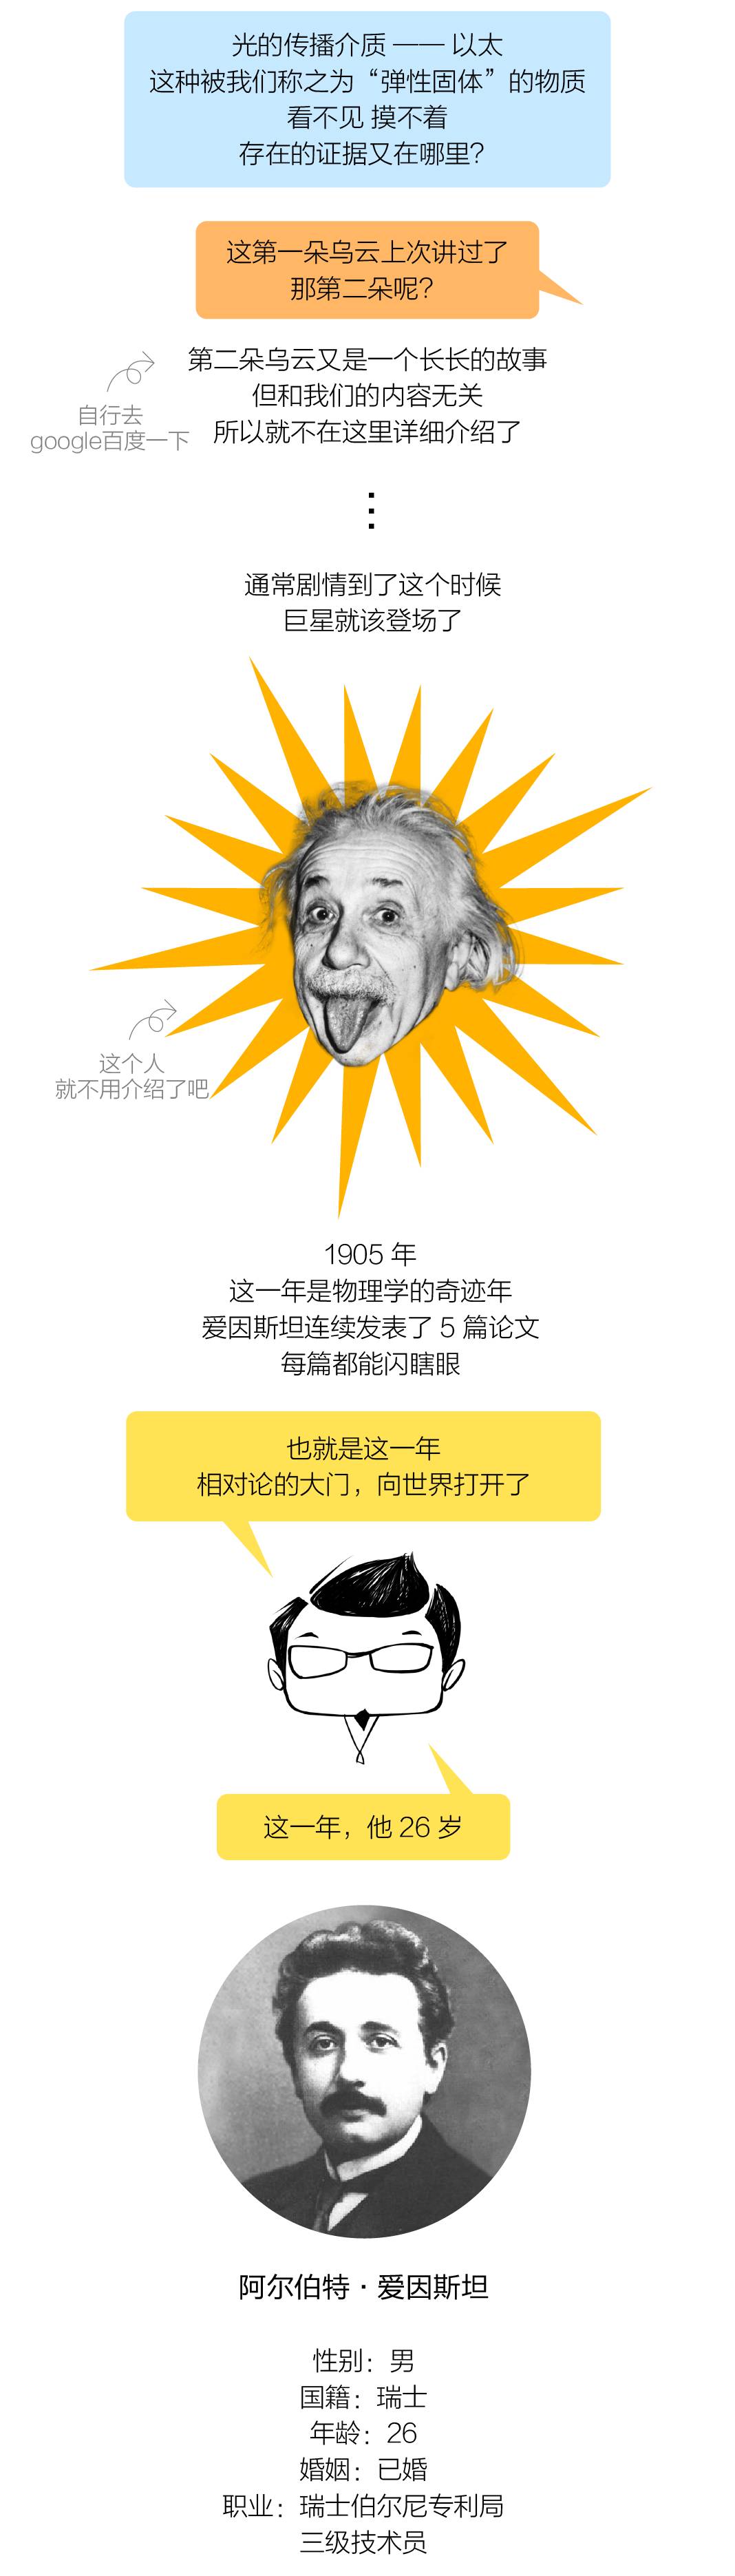 光的传播介质 —— 以太
这种被我们称之为“弹性固体”的物质
看不见 摸不着
存在的证据又在哪里？
这第一朵乌云上次讲过了
那第二朵呢？
第二朵乌云又是一个长长的故事
但和我们的内容无关
所以就不在这里详细介绍了
自行去
google百度一下
⋮
通常剧情到了这个时候
巨星就该登场了
这个人
就不用介绍了吧
1905 年
这一年是物理学的奇迹年
爱因斯坦连续发表了 5 篇论文
每篇都能闪瞎眼
也就是这一年
相对论的大门，向世界打开了
这一年，他 26 岁
阿尔伯特 · 爱因斯坦
性别：男
国籍：瑞士
年龄：26
婚姻：已婚
职业：瑞士伯尔尼专利局
三级技术员